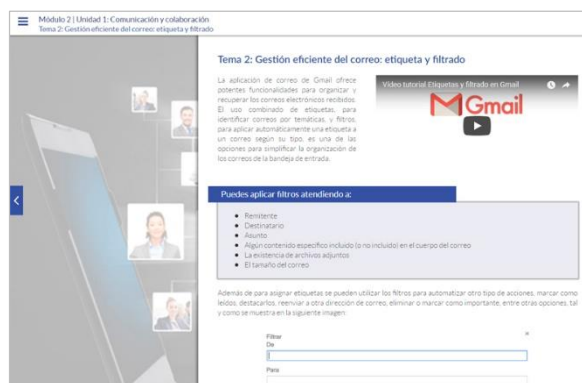 Módulo 2 | Unidad 1: Comunicación y colaboración
Tema 2: Gestión eficiente del correo: etiqueta y filtrado
Tema 2: Gestión eficiente del correo: etiqueta y filtrado
La aplicación de correo de Gmail ofrece
potentes funcionalidades para organizar y
recuperar los correos electrónicos recibidos.
El uso combinado de etiquetas, para
identificar correos por temáticas, y filtros,
para aplicar automáticamente una etiqueta a
un correo según su tipo, es una de las
opciones para simplificar la organización de
los correos de la bandeja de entrada.
Vídeo tutorial Etiquetas y filtrado en Gmail
Gmail
Puedes aplicar filtros atendiendo a:
Remitente
Destinatario
Asunto
Algún contenido específico incluido (o no incluido) en el cuerpo del correo
La existencia de archivos adjuntos
El tamaño del correo
Además de para asignar etiquetas se pueden utilizar los filtros para automatizar otro tipo de acciones, marcar como
leídos, destacarlos, reenviar a otra dirección de correo, eliminar o marcar como importante, entre otras opciones, tal
y como se muestra en la siguiente imagen:
Filtrar
De
Para